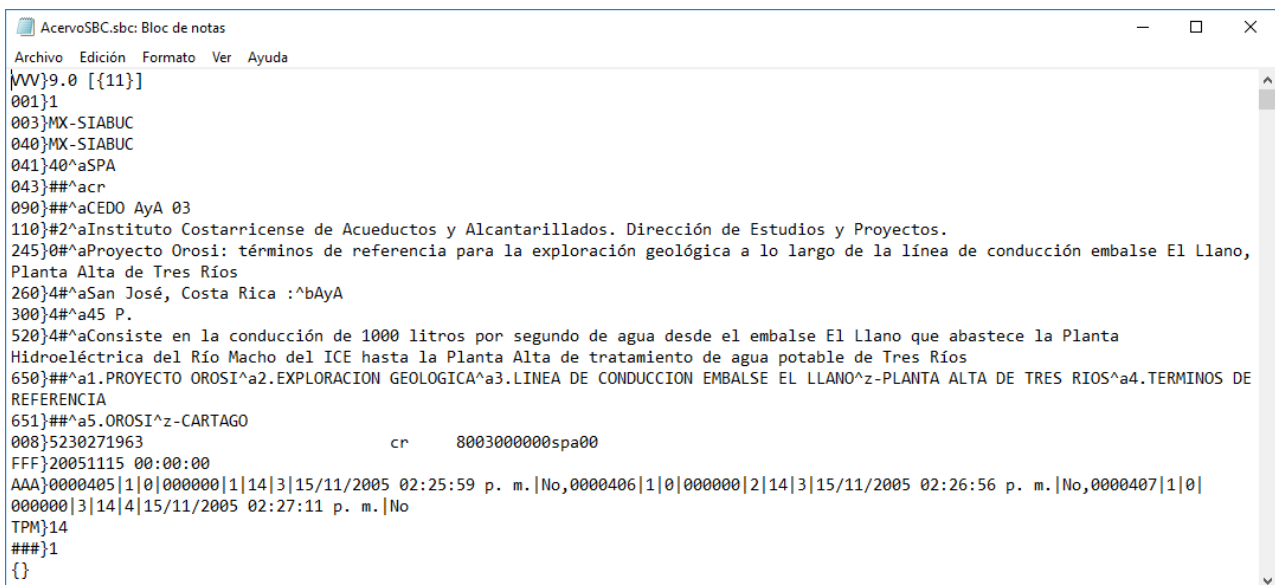 AcervoSBC.sbc: Bloc de notas
Archivo Edición Formato Ver Ayuda
VVV}9.0 [{11}]
001}1
003}MX-SIABUC
040}MX-SIABUC
041}40^aSPA
043}##^acr
090}##^aCEDO AyA 03
110}#2^aInstituto Costarricense de Acueductos y Alcantarillados. Dirección de Estudios y Proyectos.
245}0#^aProyecto Orosi: términos de referencia para la exploración geológica a lo largo de la línea de conducción embalse El Llano,
Planta Alta de Tres Ríos
260}4#^aSan José, Costa Rica :^bAyA
300}4#^a45 P.
520}4#^aConsiste en la conducción de 1000 litros por segundo de agua desde el embalse El Llano que abastece la Planta
Hidroeléctrica del Río Macho del ICE hasta la Planta Alta de tratamiento de agua potable de Tres Ríos
650}##^a1.PROYECTO OROSI^a2.EXPLORACION GEOLOGICA^a3.LINEA DE CONDUCCION EMBALSE EL LLANO^z-PLANTA ALTA DE TRES RIOS^a4.TERMINOS DE
REFERENCIA
651}##^a5.OROSI^z-CARTAGO
008}5230271963                                cr      8003000000spa00
FFF}20051115 00:00:00
AAA}0000405|1|0|000000|1|14|3|15/11/2005 02:25:59 p. m.|No,0000406|1|0|000000|2|14|3|15/11/2005 02:26:56 p. m.|No,0000407|1|0|
000000|3|14|4|15/11/2005 02:27:11 p. m.|No
TPM}14
###}1
{}